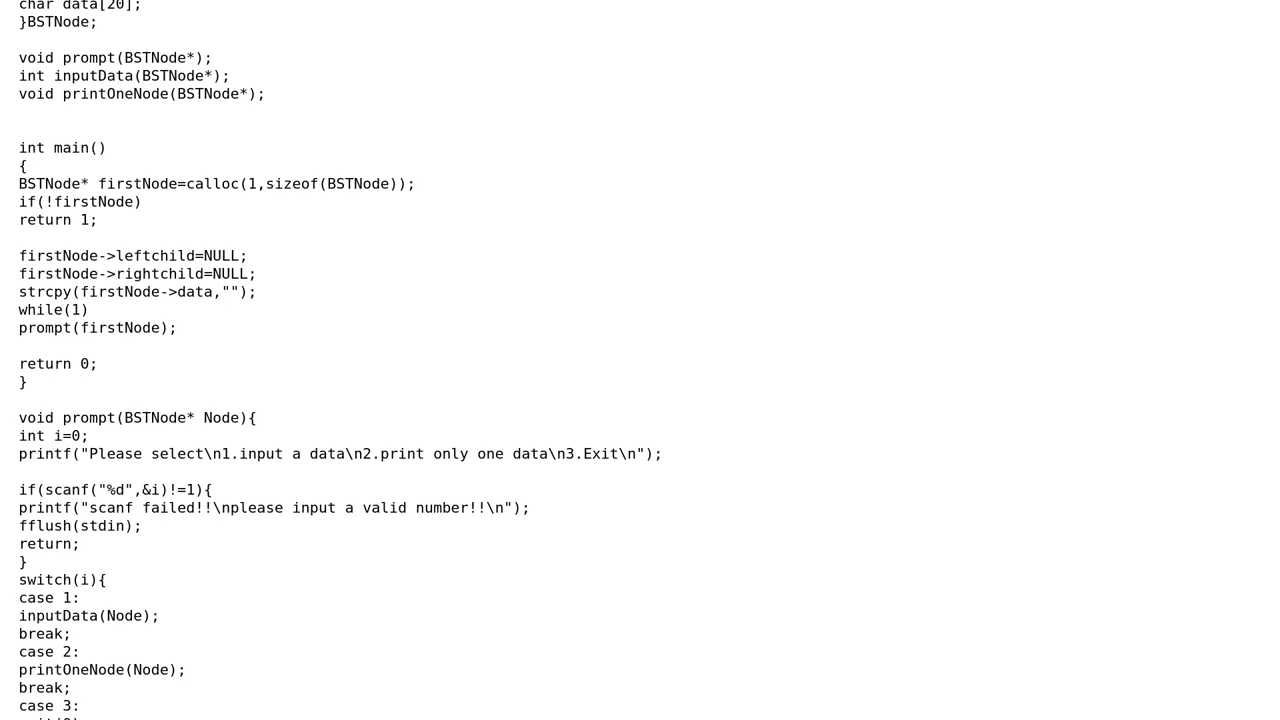 char data[20];
}BSTNode;
void prompt(BSTNode*);
int inputData(BSTNode*);
void printOneNode(BSTNode*);
int main()
{
BSTNode* firstNode=calloc(1,sizeof(BSTNode));
if(!firstNode)
return 1;
firstNode->leftchild=NULL;
firstNode->rightchild=NULL;
strcpy(firstNode->data,"");
while(1)
prompt(firstNode);
return 0;
}
void prompt(BSTNode* Node){
int i=0;
printf("Please select\n1.input a data\n2.print only one data\n3.Exit\n");
if(scanf("%d",&i)!=1){
printf("scanf failed!!\nplease input a valid number!!\n");
fflush(stdin);
return;
}
switch(i){
case 1:
inputData(Node);
break;
case 2:
printOneNode(Node);
break;
case 3: